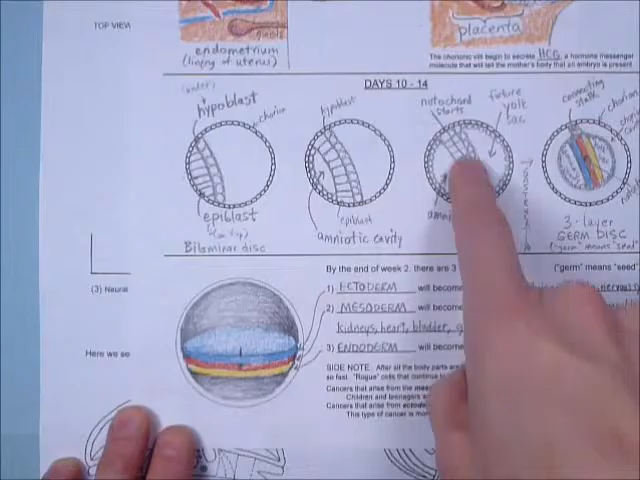 TOP VIEW
endometrium
(lining of uterus)
placenta
The chorion will begin to secrete HCG, a hormone messenger
molecule that will tell the mother's body that an embryo is present
DAYS 10 - 14
(under)
hypoblast
chorion
epiblast
Bilaminar disc
hypoblast
epiblast
amniotic cavity
notochord
starts
future
yolk
sac
connecting
stalk
chorion
3-layer
GERM DISC
("germ" means "seed"
(3) Neural
Here we se
By the end of week 2, there are 3
("germ" means "seed"
1) ECTODERM will become
nervous
2) MESODERM will become
Kidneys, heart, bladder,
3) ENDODERM will become
SIDE NOTE: After all the body parts are
so fast. "Rogue" cells that continue to
Cancers that arise from the
Children and teenagers
Cancers that arise from
This type of cancer is